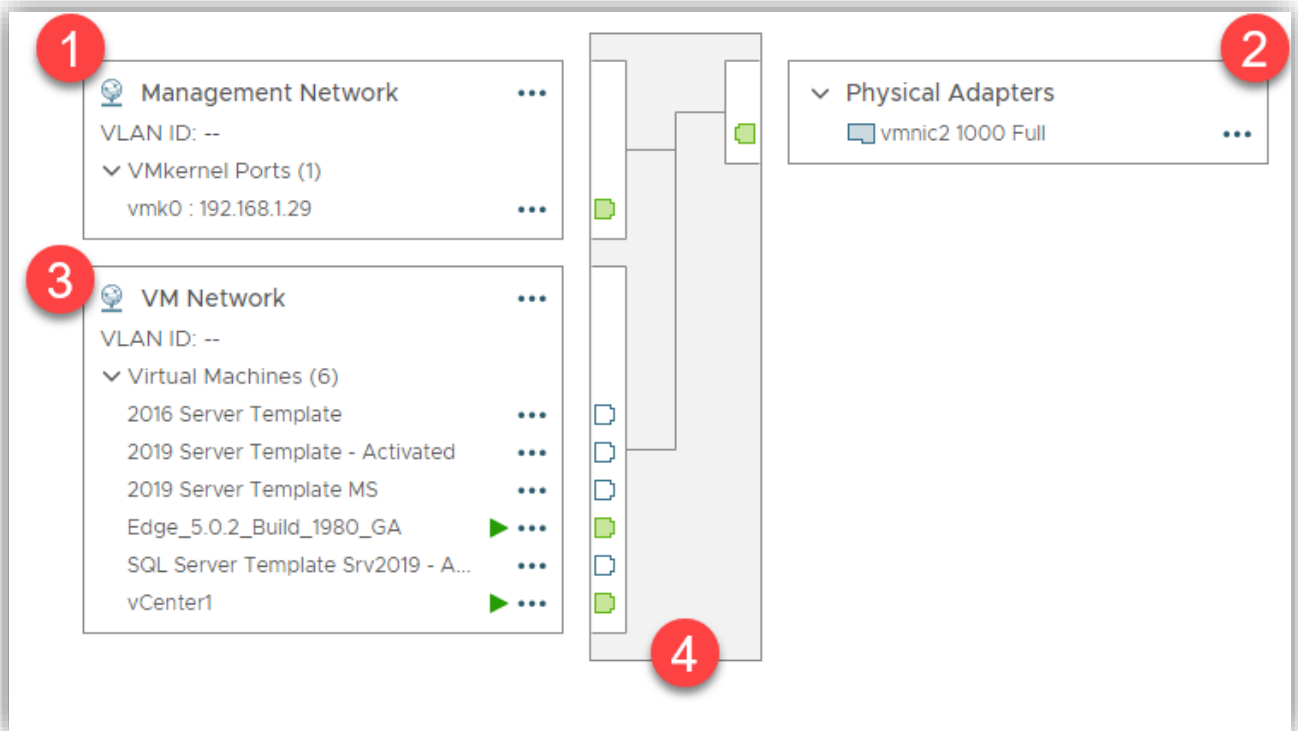 1
Management Network
VLAN ID: --
VMkernel Ports (1)
vmk0 : 192.168.1.29
2
Physical Adapters
vmnic2 1000 Full
3
VM Network
VLAN ID: --
Virtual Machines (6)
2016 Server Template
2019 Server Template - Activated
2019 Server Template MS
Edge_5.0.2_Build_1980_GA
SQL Server Template Srv2019 - A...
vCenter1
4